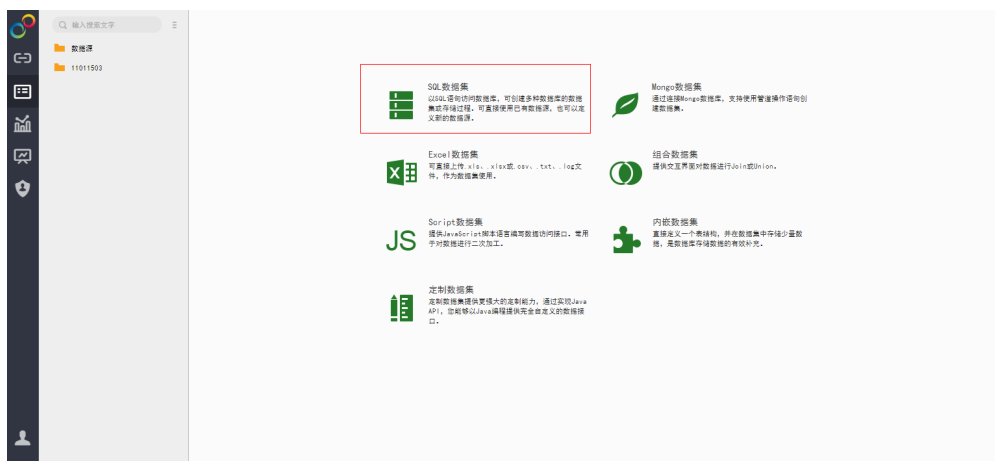 输入搜索文字
数据源
11011503
SQL数据集
以SQL语句访问数据库，可创建多种数据库的数据
集或存储过程。可直接使用已有数据源，也可以定
义新的数据源。
Mongo数据集
通过连接Mongo数据库，支持使用管道操作语句创
建数据集。
Excel数据集
可直接上传.xls、.xlsx或.csv、.txt、.log文
件，作为数据集使用。
组合数据集
提供交互界面对数据进行Join或Union。
JS
Script数据集
提供JavaScript脚本语言编写数据访问接口。常用
于对数据进行二次加工。
内嵌数据集
直接定义一个表结构，并在数据集中存储少量数
据，是数据库存储数据的有效补充。
定制数据集
定制数据集提供更强大的定制能力，通过实现Java
API，您能够以Java编程提供完全自定义的数据接
口。